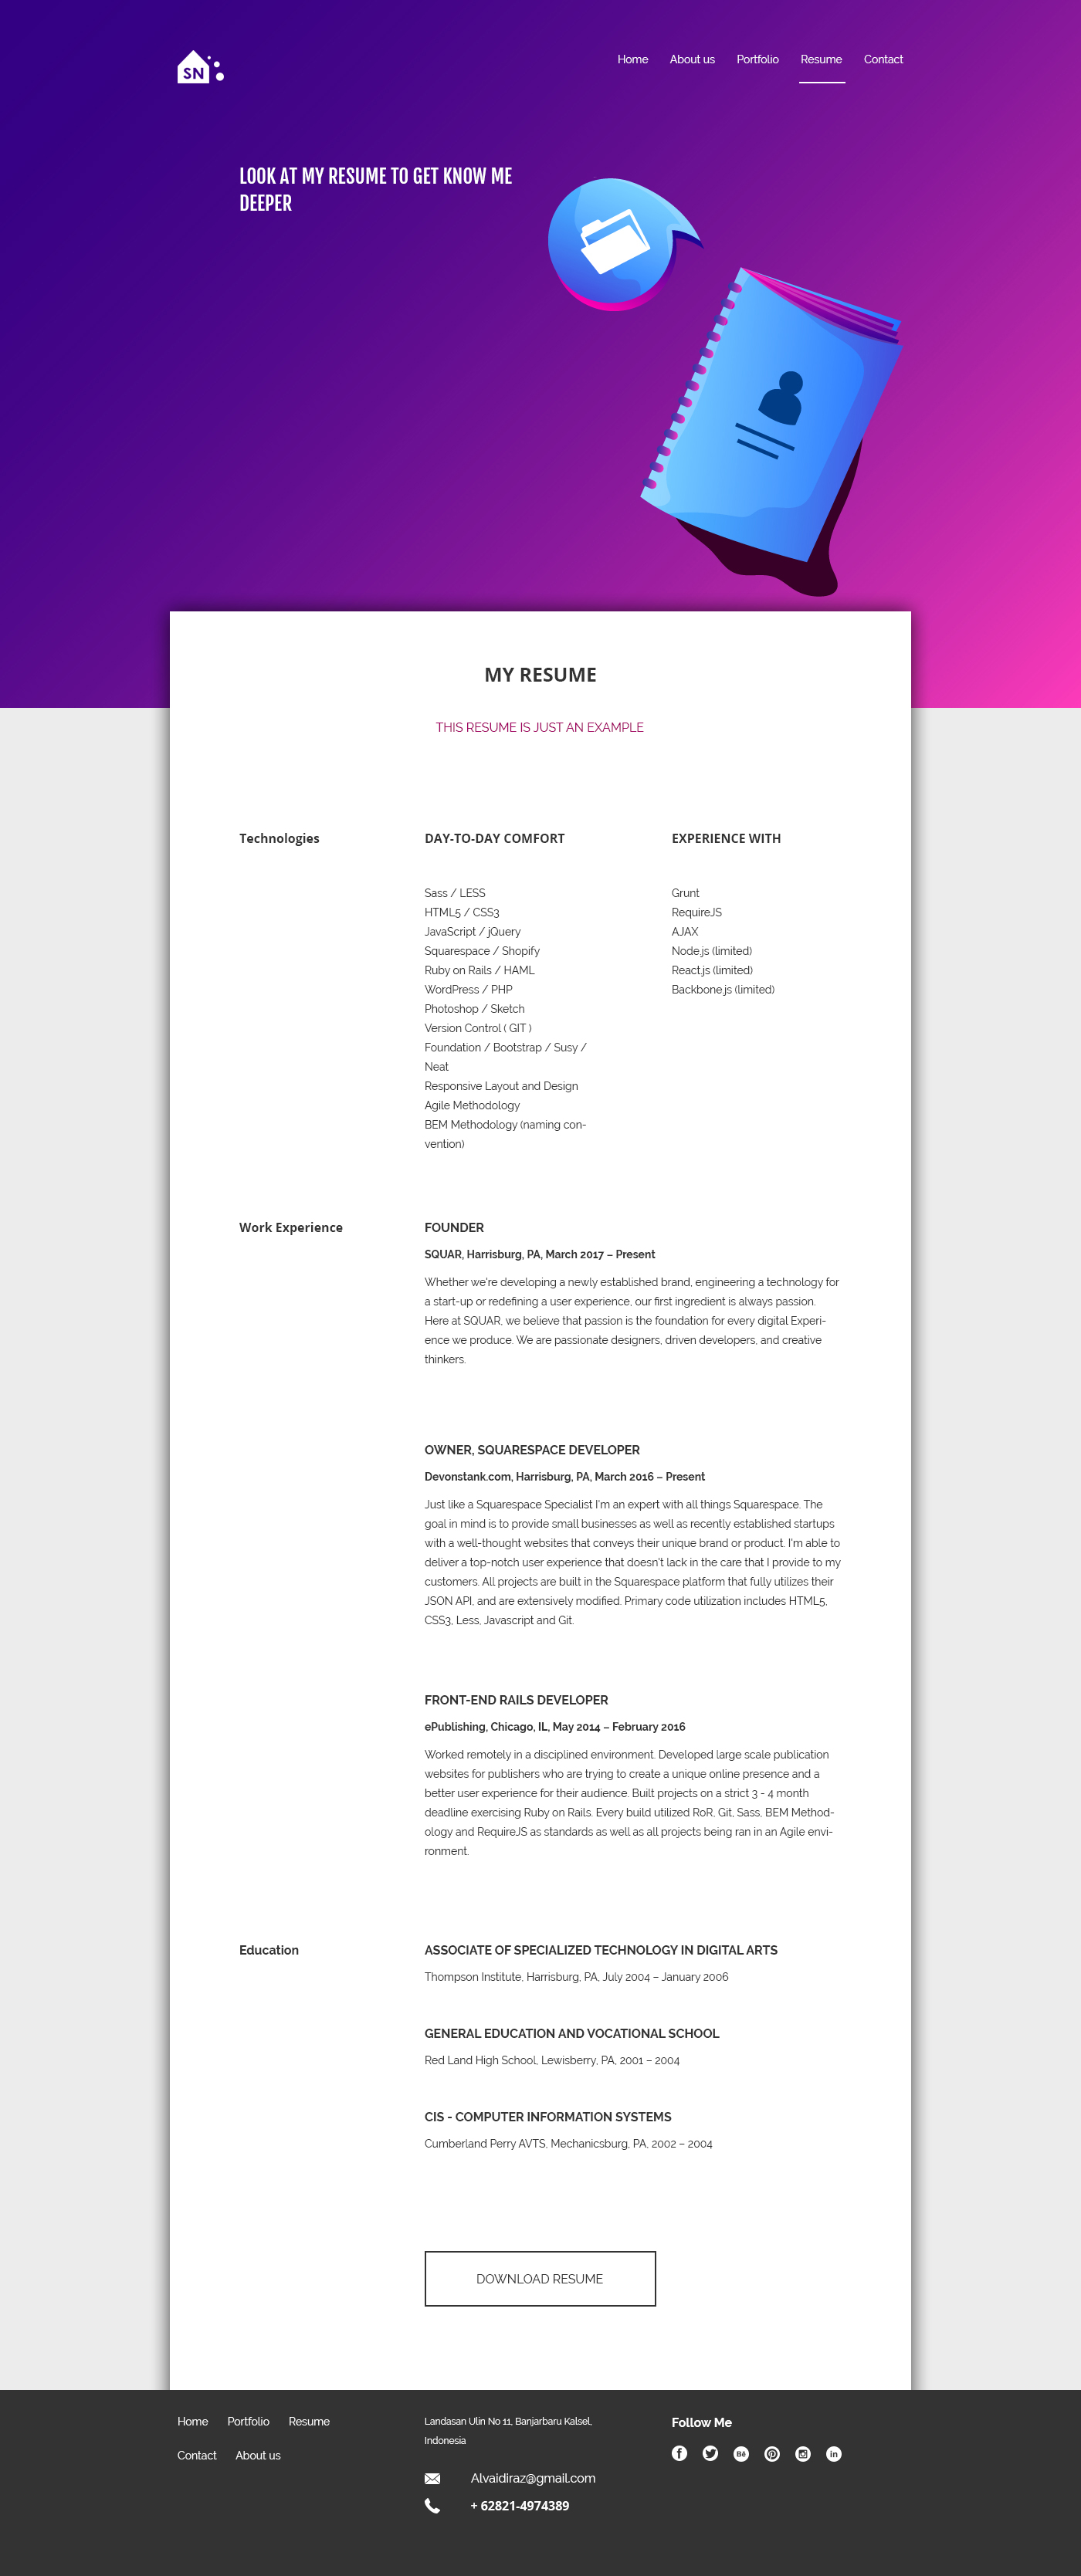 SN
Home About us Portfolio Resume Contact
LOOK AT MY RESUME TO GET KNOW ME
DEEPER
MY RESUME
THIS RESUME IS JUST AN EXAMPLE
Technologies
DAY-TO-DAY COMFORT
Sass / LESS
HTML5 / CSS3
JavaScript / jQuery
Squarespace / Shopify
Ruby on Rails / HAML
WordPress / PHP
Photoshop / Sketch
Version Control ( GIT )
Foundation / Bootstrap / Susy /
Neat
Responsive Layout and Design
Agile Methodology
BEM Methodology (naming con-
vention)
EXPERIENCE WITH
Grunt
RequireJS
AJAX
Node.js (limited)
React.js (limited)
Backbone.js (limited)
Work Experience
FOUNDER
SQUAR, Harrisburg, PA, March 2017 – Present
Whether we're developing a newly established brand, engineering a technology for
a start-up or redefining a user experience, our first ingredient is always passion.
Here at SQUAR, we believe that passion is the foundation for every digital Experi-
ence we produce. We are passionate designers, driven developers, and creative
thinkers.
OWNER, SQUARESPACE DEVELOPER
Devonstank.com, Harrisburg, PA, March 2016 – Present
Just like a Squarespace Specialist I'm an expert with all things Squarespace. The
goal in mind is to provide small businesses as well as recently established startups
with a well-thought websites that conveys their unique brand or product. I'm able to
deliver a top-notch user experience that doesn't lack in the care that I provide to my
customers. All projects are built in the Squarespace platform that fully utilizes their
JSON API, and are extensively modified. Primary code utilization includes HTML5,
CSS3, Less, Javascript and Git.
FRONT-END RAILS DEVELOPER
ePublishing, Chicago, IL, May 2014 – February 2016
Worked remotely in a disciplined environment. Developed large scale publication
websites for publishers who are trying to create a unique online presence and a
better user experience for their audience. Built projects on a strict 3 - 4 month
deadline exercising Ruby on Rails. Every build utilized RoR, Git, Sass, BEM Method-
ology and RequireJS as standards as well as all projects being ran in an Agile envi-
ronment.
Education
ASSOCIATE OF SPECIALIZED TECHNOLOGY IN DIGITAL ARTS
Thompson Institute, Harrisburg, PA, July 2004 – January 2006
GENERAL EDUCATION AND VOCATIONAL SCHOOL
Red Land High School, Lewisberry, PA, 2001 – 2004
CIS - COMPUTER INFORMATION SYSTEMS
Cumberland Perry AVTS, Mechanicsburg, PA, 2002 – 2004
DOWNLOAD RESUME
Home Portfolio Resume
Contact About us
Landasan Ulin No 11, Banjarbaru Kalsel,
Indonesia
Alvaidiraz@gmail.com
+ 62821-4974389
Follow Me